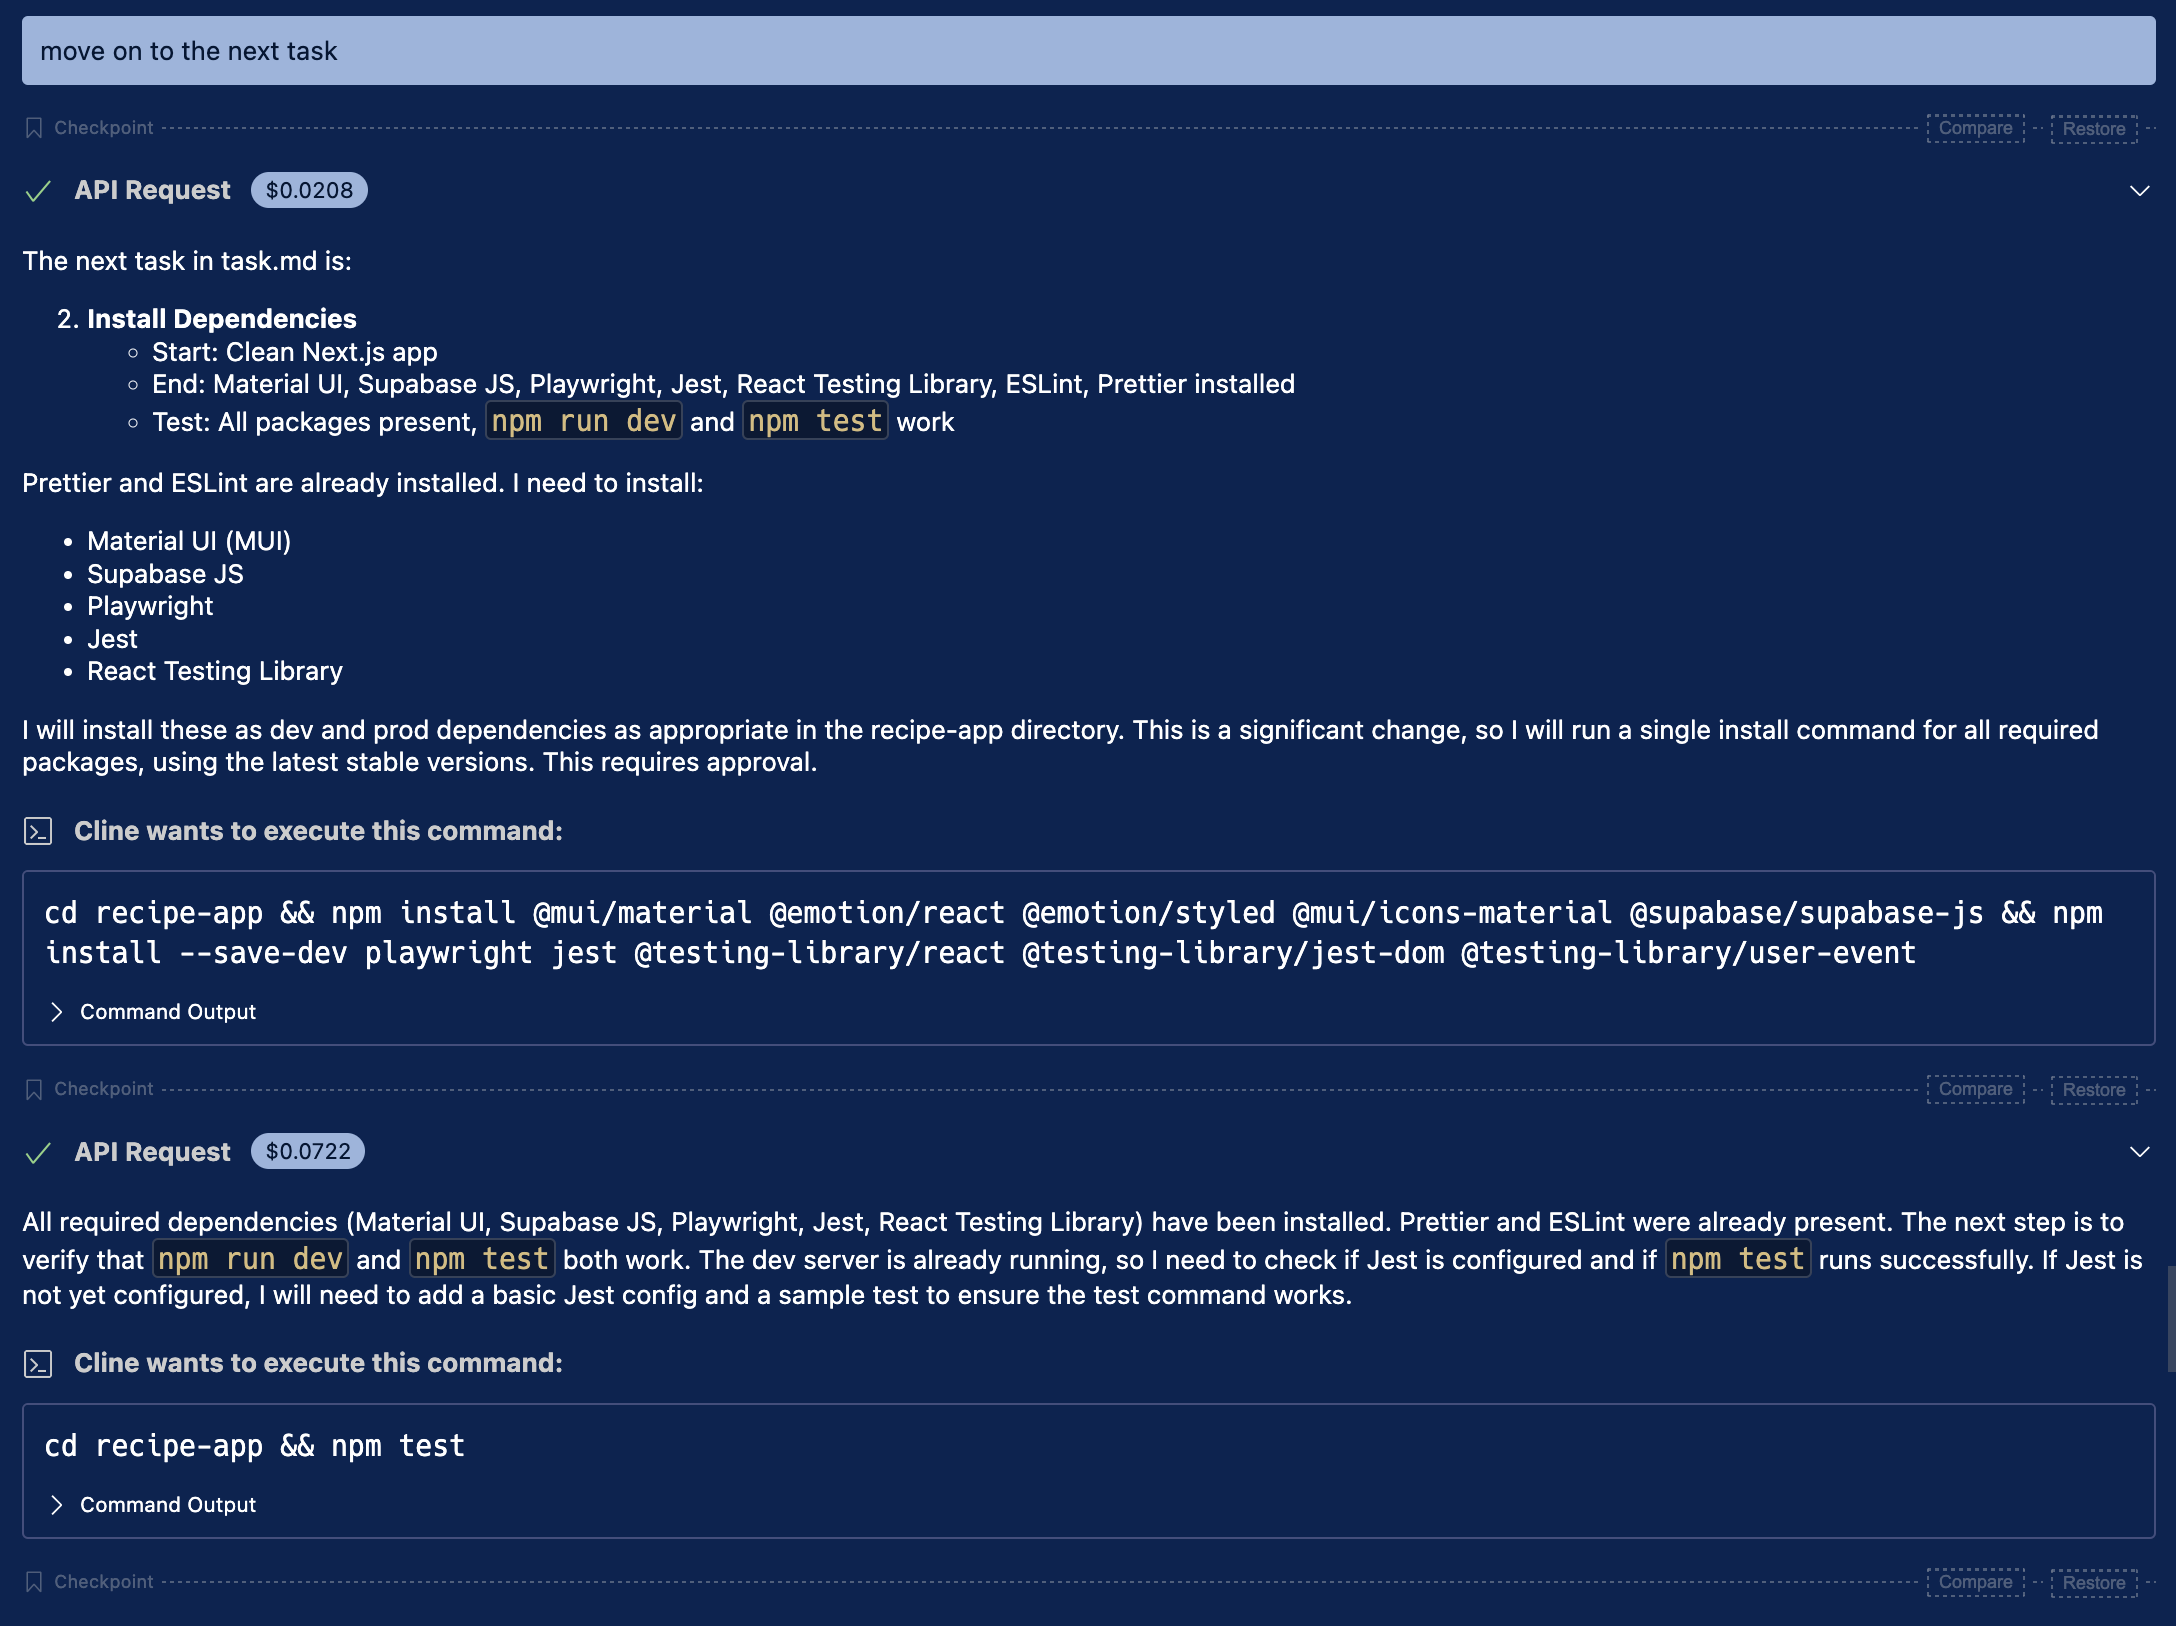 move on to the next task
Checkpoint Compare Restore
API Request $0.0208
The next task in task.md is:
2. Install Dependencies
Start: Clean Next.js app
End: Material UI, Supabase JS, Playwright, Jest, React Testing Library, ESLint, Prettier installed
Test: All packages present, npm run dev and npm test work
Prettier and ESLint are already installed. I need to install:
Material UI (MUI)
Supabase JS
Playwright
Jest
React Testing Library
I will install these as dev and prod dependencies as appropriate in the recipe-app directory. This is a significant change, so I will run a single install command for all required
packages, using the latest stable versions. This requires approval.
Cline wants to execute this command:
cd recipe-app && npm install @mui/material @emotion/react @emotion/styled @mui/icons-material @supabase/supabase-js && npm
install --save-dev playwright jest @testing-library/react @testing-library/jest-dom @testing-library/user-event
Command Output
Checkpoint Compare Restore
API Request $0.0722
All required dependencies (Material UI, Supabase JS, Playwright, Jest, React Testing Library) have been installed. Prettier and ESLint were already present. The next step is to
verify that npm run dev and npm test both work. The dev server is already running, so I need to check if Jest is configured and if npm test runs successfully. If Jest is
not yet configured, I will need to add a basic Jest config and a sample test to ensure the test command works.
Cline wants to execute this command:
cd recipe-app && npm test
Command Output
Checkpoint Compare Restore